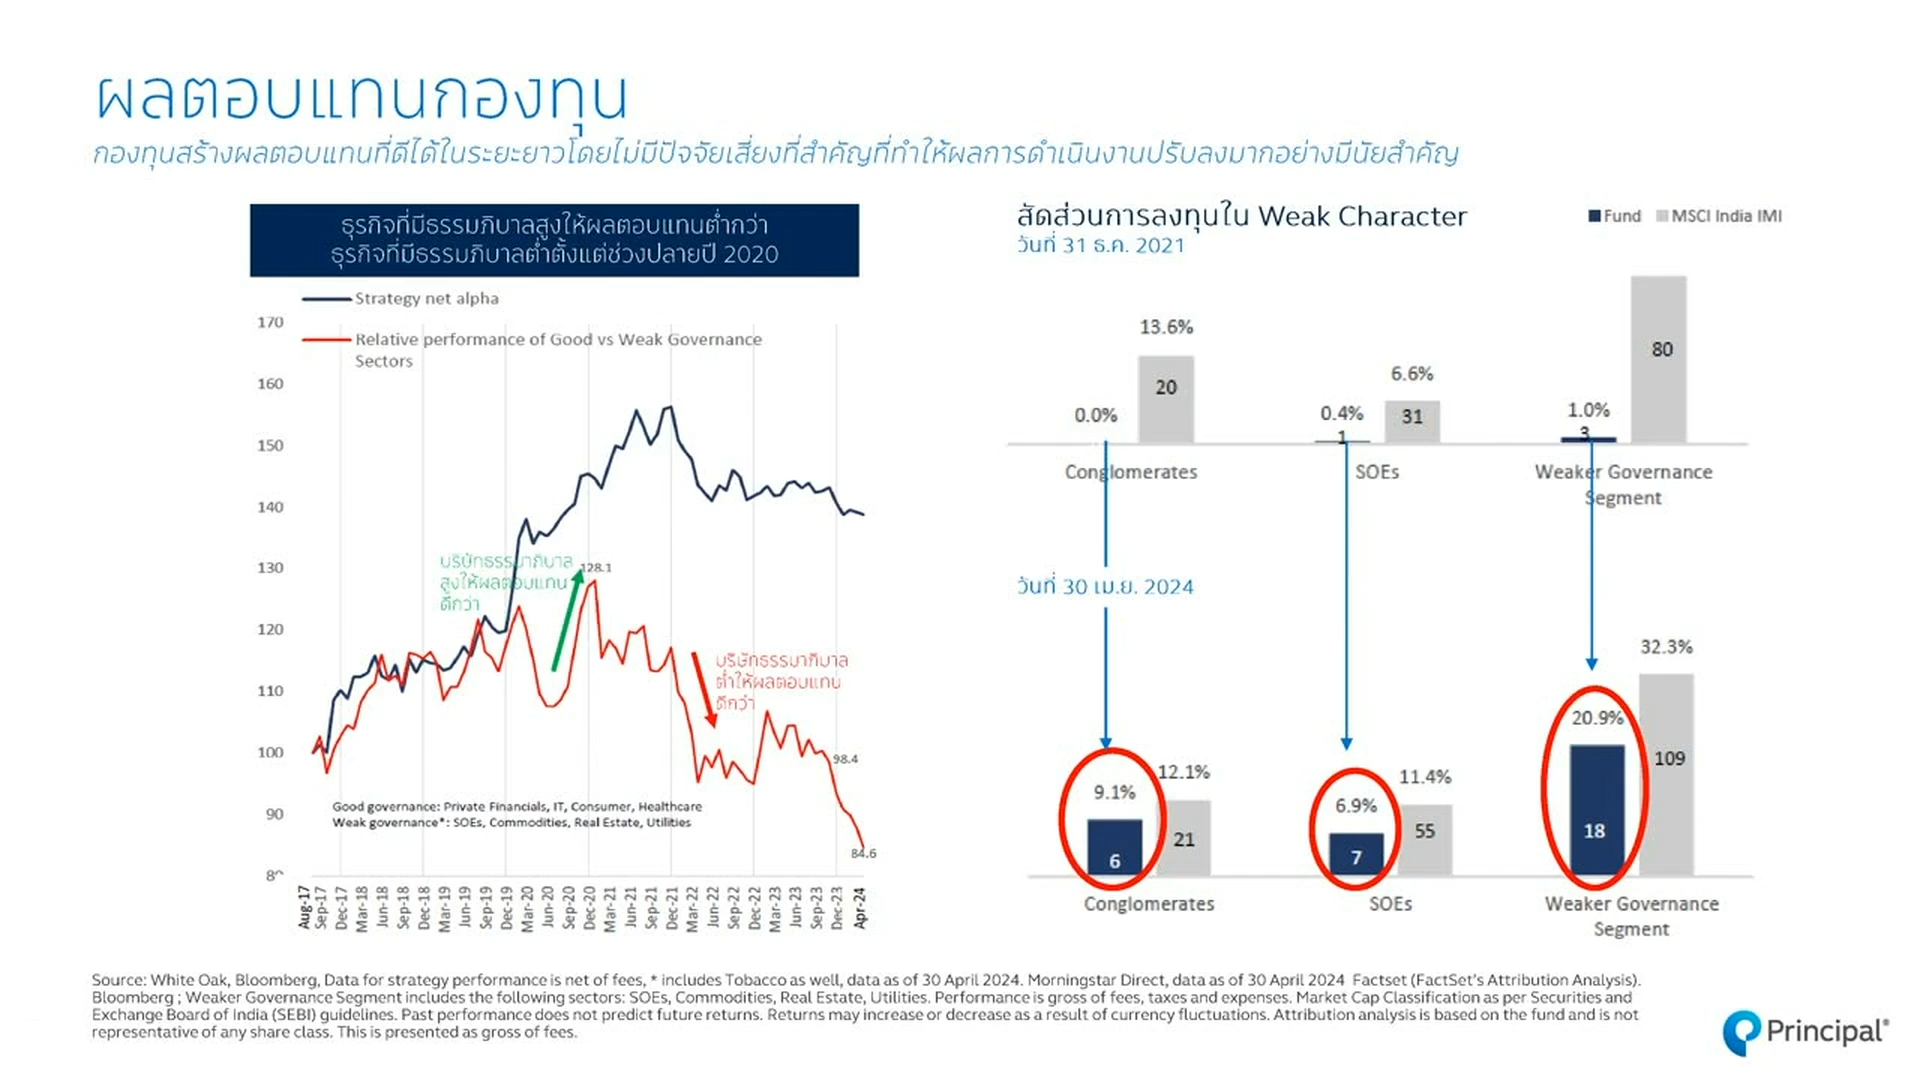 ผลตอบแทนกองทุน
กองทุนสร้างผลตอบแทนที่ดีได้ในระยะยาวโดยไม่มีปัจจัยเสี่ยงที่สำคัญที่ทำให้ผลการดำเนินงานปรับลงมากอย่างมีนัยสำคัญ
ธุรกิจที่มีธรรมภิบาลสูงให้ผลตอบแทนต่ำกว่า
ธุรกิจที่มีธรรมภิบาลต่ำตั้งแต่ช่วงปลายปี 2020
Strategy net alpha
Relative performance of Good vs Weak Governance
Sectors
170
160
150
140
130
120
110
100
90
บริษัทธรรมาภิบาล
สูงให้ผลตอบแทน
ดีกว่า
128.1
บริษัทธรรมาภิบาล
ต่ำให้ผลตอบแทน
ดีกว่า
98.4
84.6
Good governance: Private Financials, IT, Consumer, Healthcare
Weak governance*: SOEs, Commodities, Real Estate, Utilities
Aug-17
Sep-17
Dec-17
Mar-18
Jun-18
Sep-18
Dec-18
Mar-19
Jun-19
Sep-19
Dec-19
Mar-20
Jun-20
Sep-20
Dec-20
Mar-21
Jun-21
Sep-21
Dec-21
Mar-22
Jun-22
Sep-22
Dec-22
Mar-23
Jun-23
Sep-23
Dec-23
Apr-24
สัดส่วนการลงทุนใน Weak Character
วันที่ 31 ธ.ค. 2021
Fund
MSCI India IMI
0.0%
13.6%
20
0.4%
1
6.6%
31
1.0%
3
80
Conglomerates
SOEs
Weaker Governance
Segment
วันที่ 30 เม.ย. 2024
9.1%
6
12.1%
21
6.9%
7
11.4%
55
20.9%
18
32.3%
109
Conglomerates
SOEs
Weaker Governance
Segment
Source: White Oak, Bloomberg, Data for strategy performance is net of fees, * includes Tobacco as well, data as of 30 April 2024. Morningstar Direct, data as of 30 April 2024 Factset (FactSet's Attribution Analysis).
Bloomberg ; Weaker Governance Segment includes the following sectors: SOEs, Commodities, Real Estate, Utilities. Performance is gross of fees, taxes and expenses. Market Cap Classification as per Securities and
Exchange Board of India (SEBI) guidelines. Past performance does not predict future returns. Returns may increase or decrease as a result of currency fluctuations. Attribution analysis is based on the fund and is not
representative of any share class. This is presented as gross of fees.
Principal®